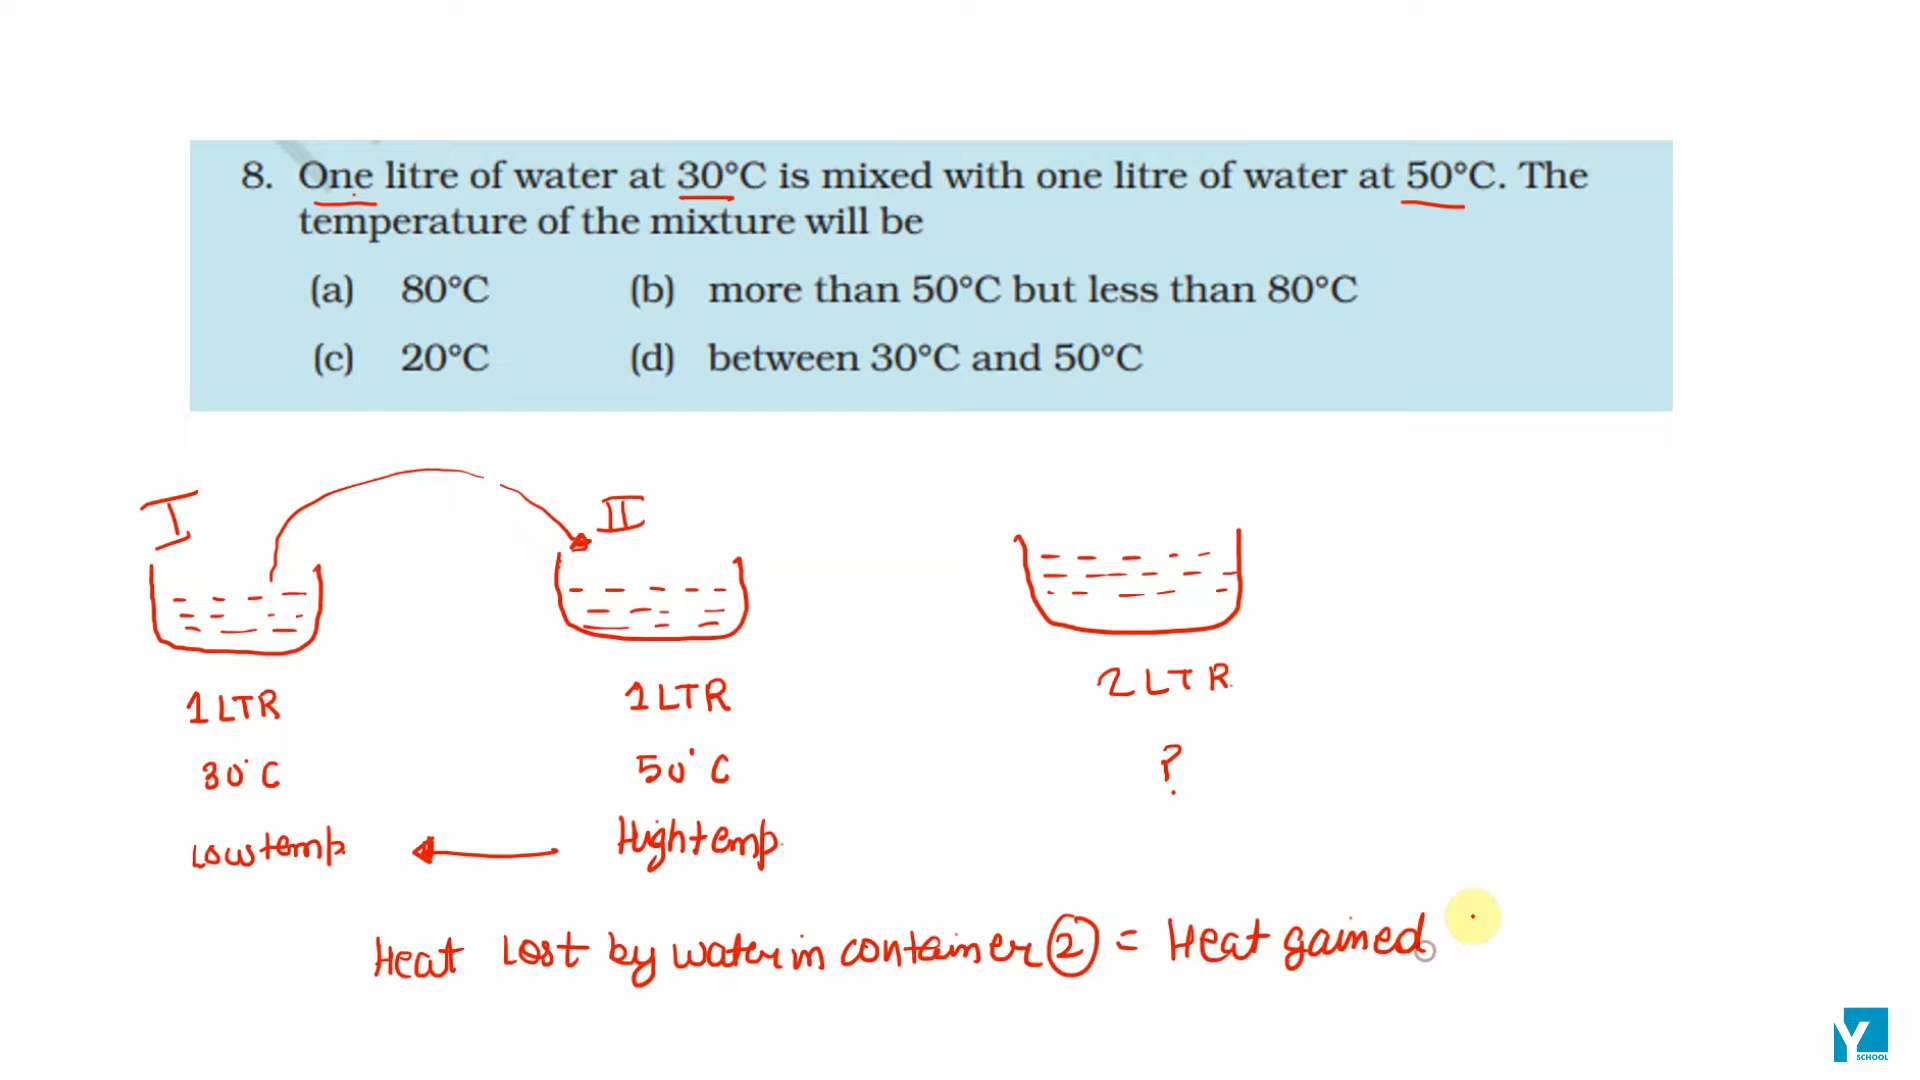 8. One litre of water at 30°C is mixed with one litre of water at 50°C. The
temperature of the mixture will be
(a) 80°C (b) more than 50°C but less than 80°C
(c) 20°C (d) between 30°C and 50°C
I II
1 LTR 1 LTR 2 LTR
30°C 50°C ?
Low temp High temp
Heat Lost by water in container 2 = Heat gained
Y SCHOOL